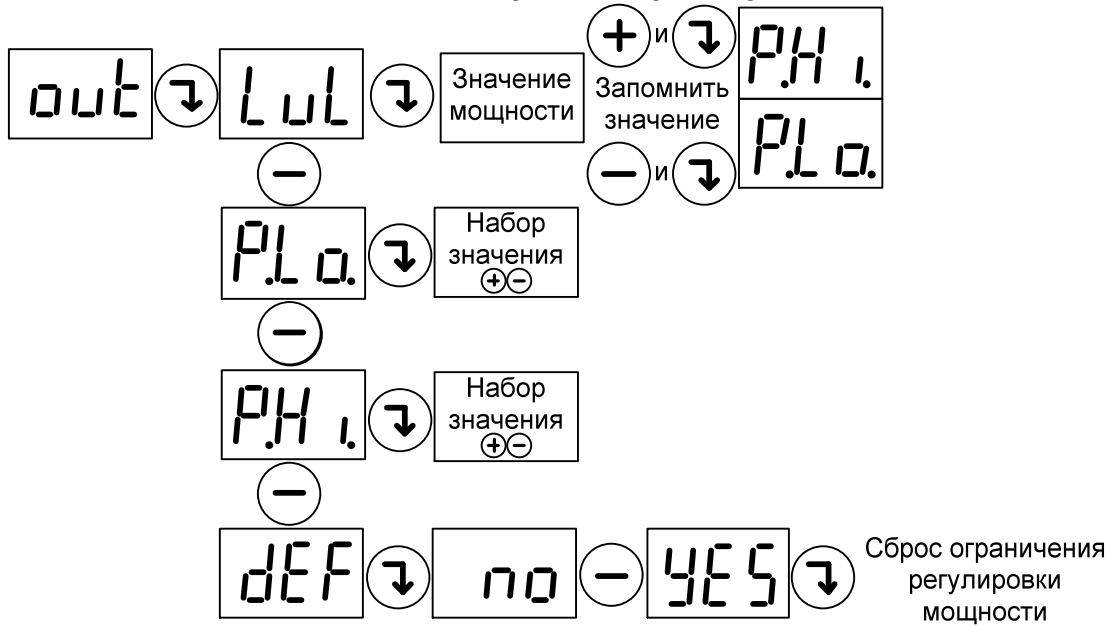 out
LuL
Значение
мощности
+ и
Запомнить
значение
− и
P.Hi.
P.Lo.
−
P.Lo.
Набор
значения
+ −
−
P.Hi.
Набор
значения
+ −
−
dEF
no
−
YES
Сброс ограничения
регулировки
мощности